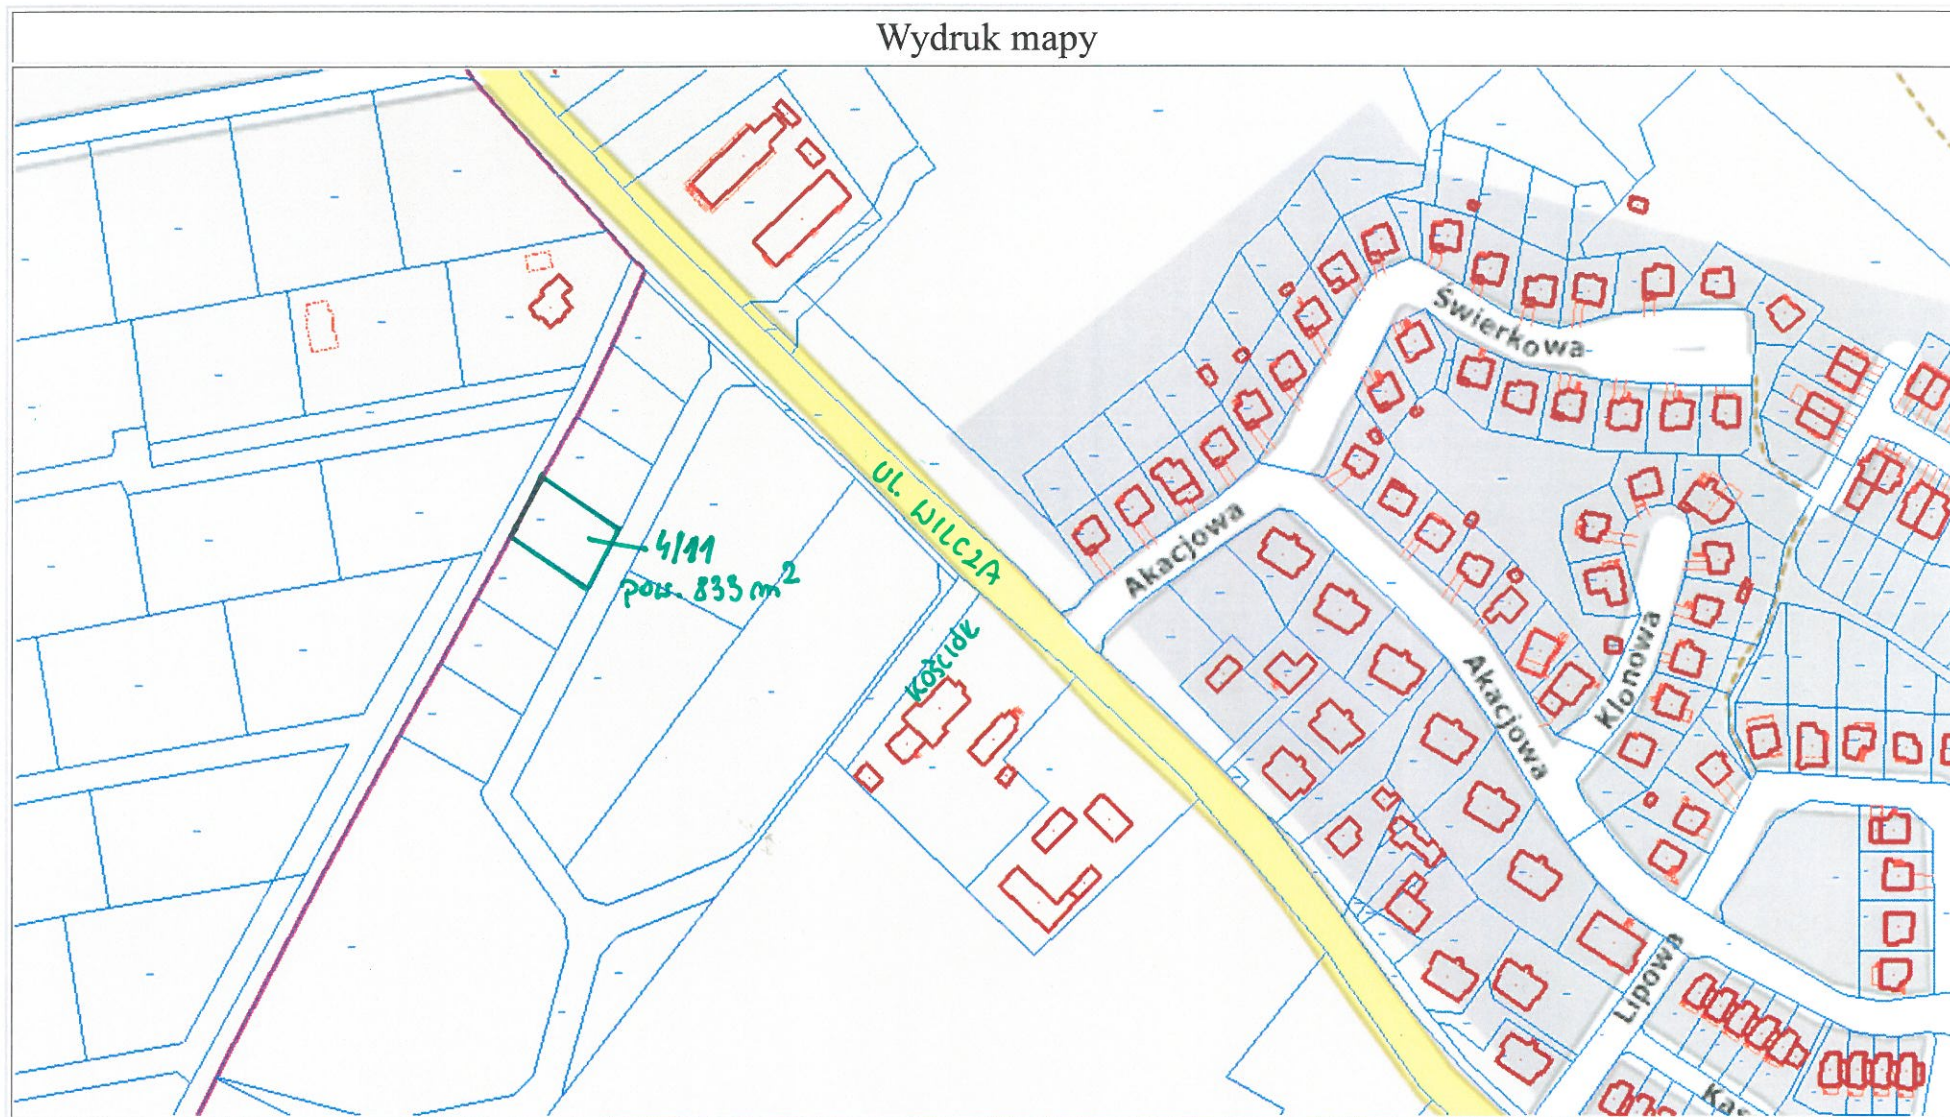 Wydruk mapy
Świerkowa
UL. WILCZA
Akacjowa
4/11
pow. 833 m²
KOŚCIÓŁ
Akacjowa
Klonowa
Lipowa